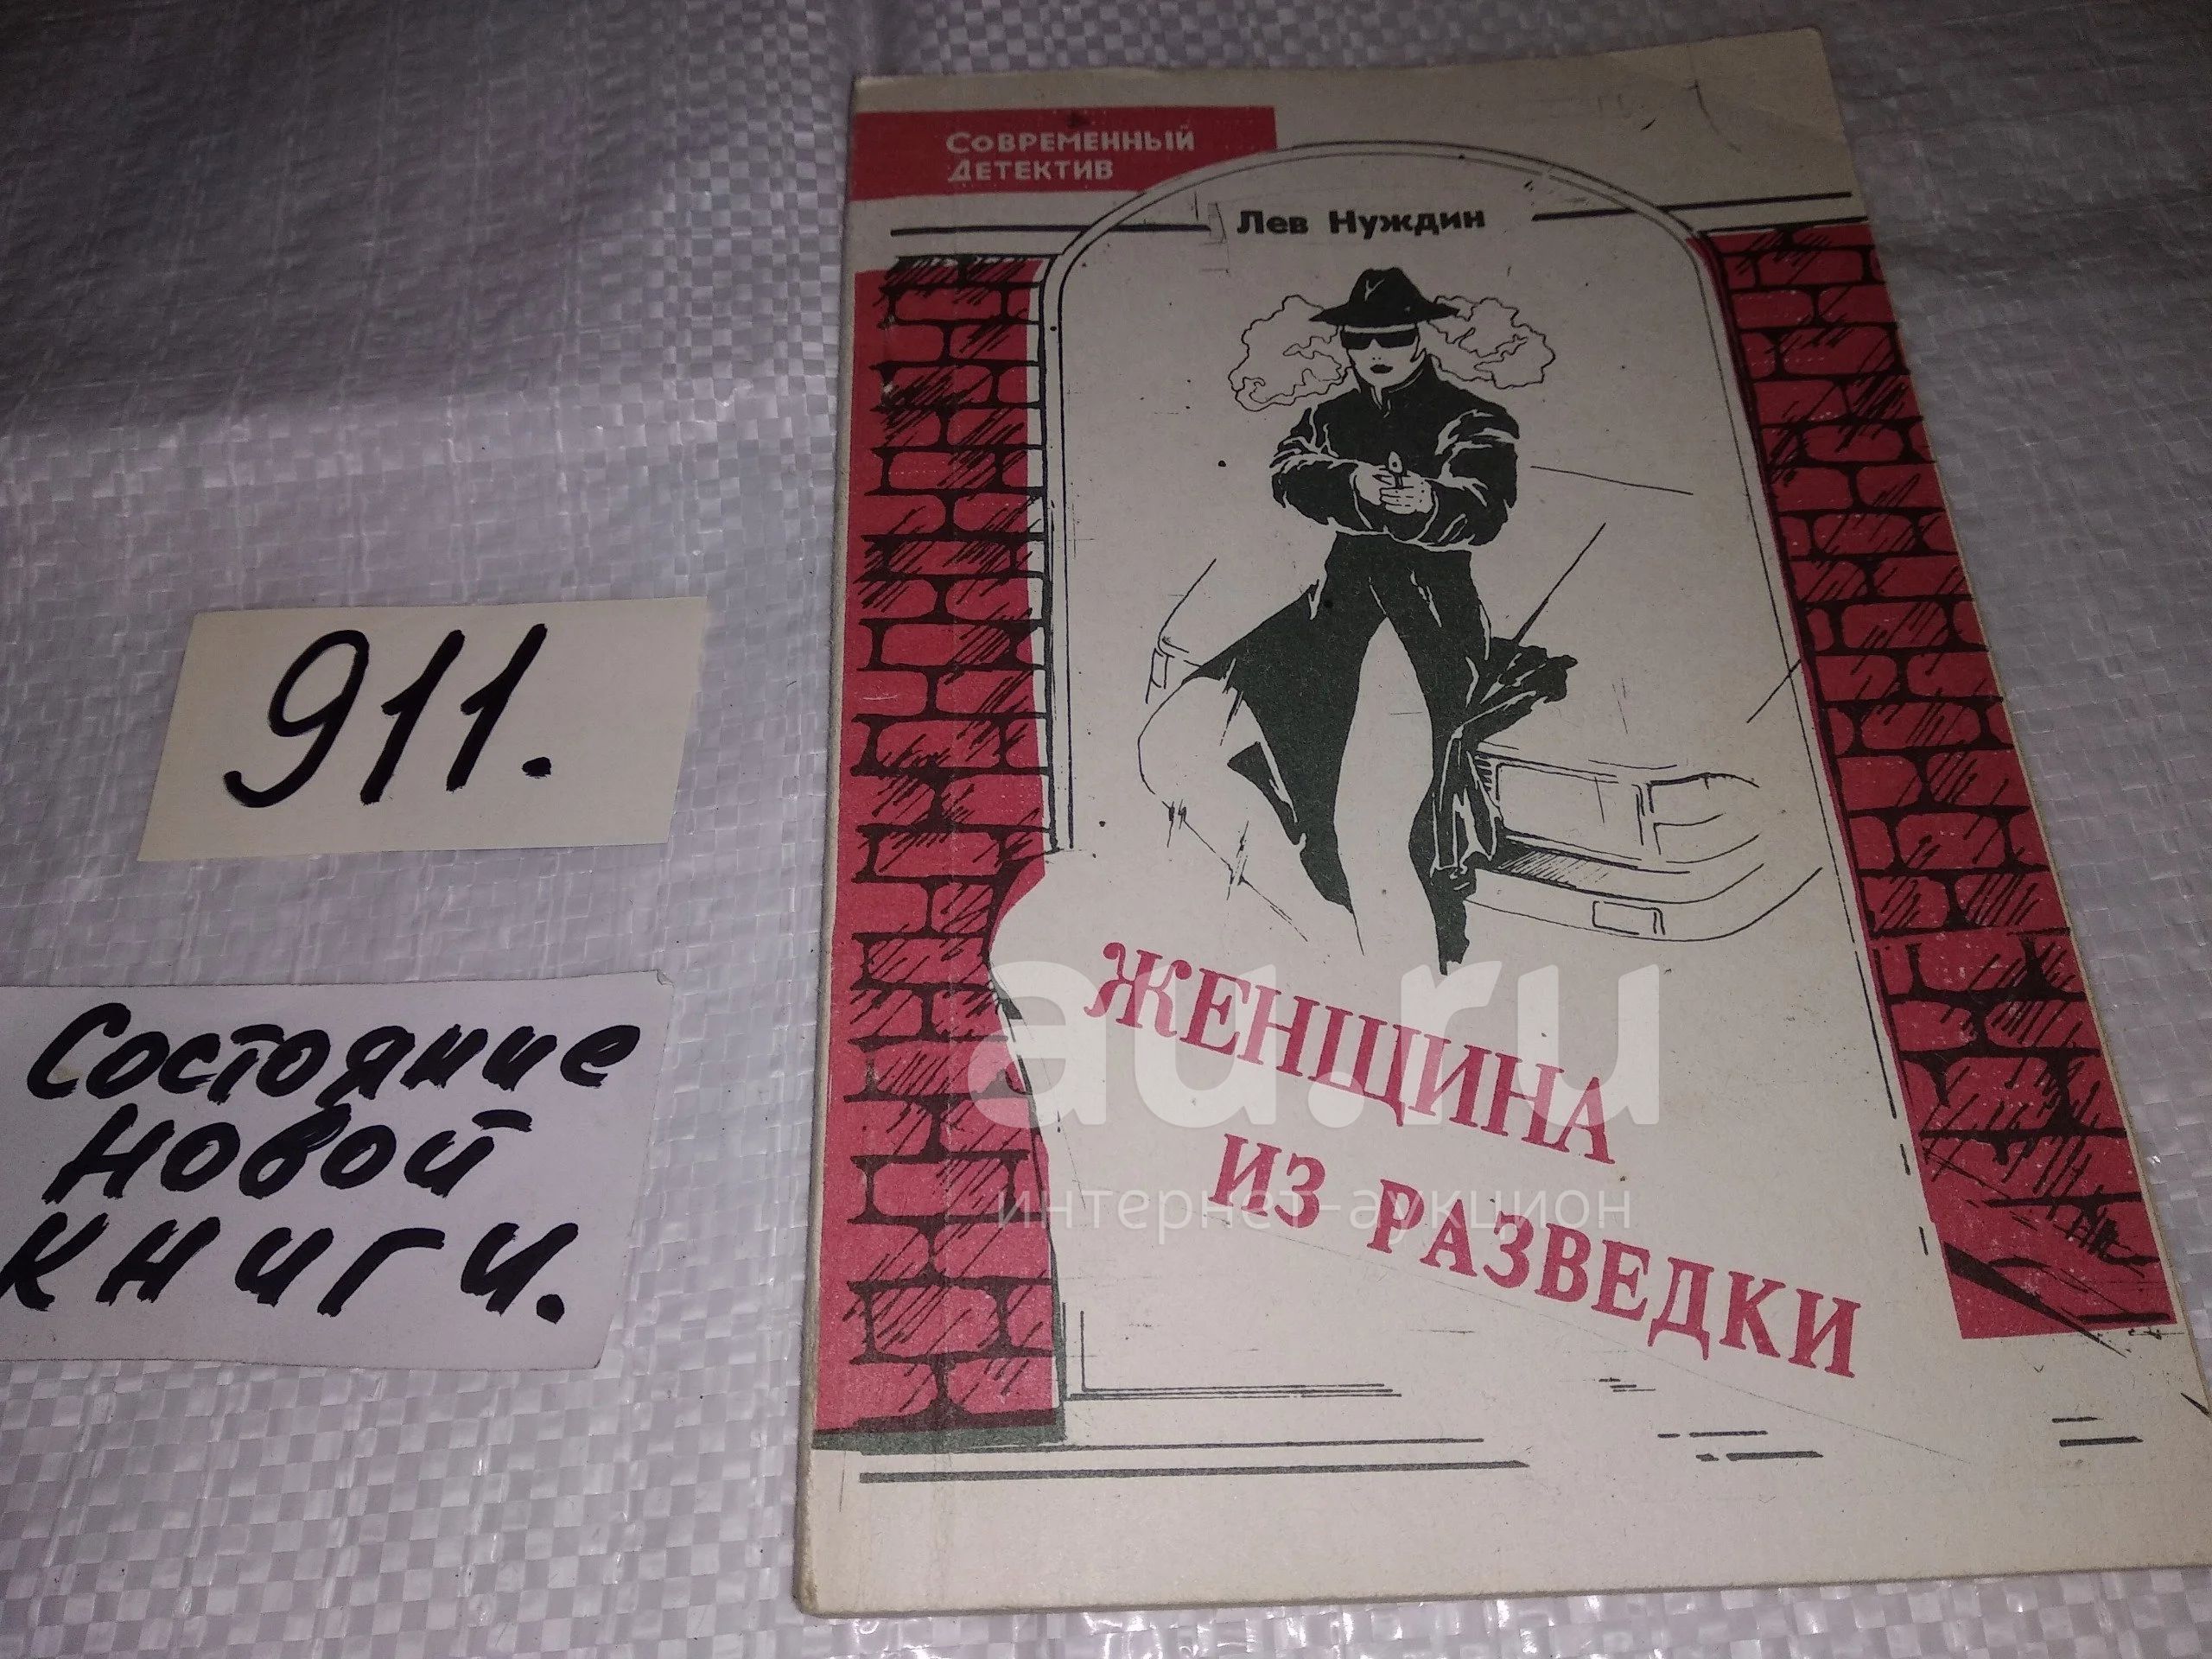 Современный
Детектив
Лев Нуждин
911.
Состояние
новой
книги.
ЖЕНЩИНА
ИЗ РАЗВЕДКИ
au.ru
интернет-аукцион